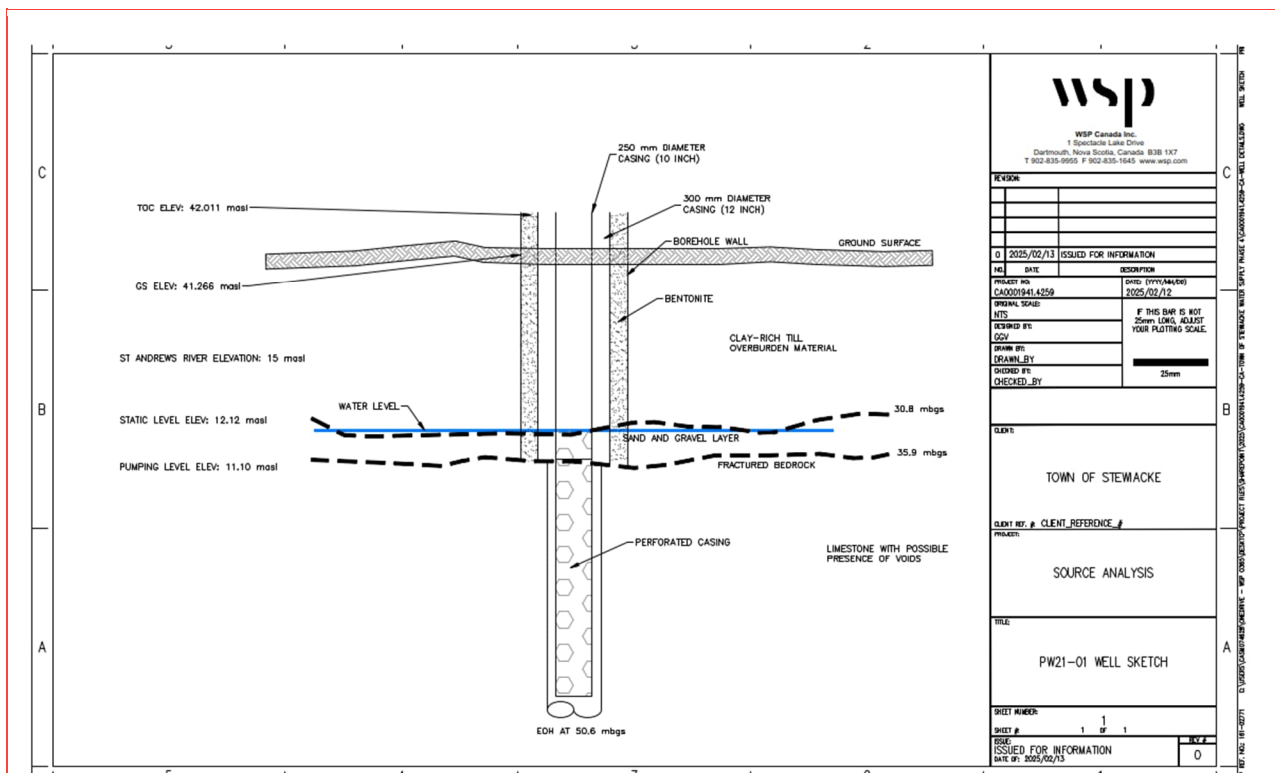 C
B
A
250 mm DIAMETER
CASING (10 INCH)
300 mm DIAMETER
CASING (12 INCH)
TOC ELEV: 42.011 masl
BOREHOLE WALL
GROUND SURFACE
GS ELEV: 41.266 masl
BENTONITE
CLAY-RICH TILL
OVERBURDEN MATERIAL
ST ANDREWS RIVER ELEVATION: 15 masl
WATER LEVEL
30.8 mbgs
STATIC LEVEL ELEV: 12.12 masl
SAND AND GRAVEL LAYER
35.9 mbgs
PUMPING LEVEL ELEV: 11.10 masl
FRACTURED BEDROCK
PERFORATED CASING
LIMESTONE WITH POSSIBLE
PRESENCE OF VOIDS
EOH AT 50.6 mbgs
wsp
WSP Canada Inc.
1 Spectacle Lake Drive
Dartmouth, Nova Scotia, Canada B3B 1X7
T 902-835-9955 F 902-835-1645 www.wsp.com
REVISION:
0 2025/02/13 ISSUED FOR INFORMATION
NO. DATE DESCRIPTION
PROJECT NO: DATE: (YYYY/MM/DD)
CA0001941.4259 2025/02/12
ORIGINAL SCALE:
NTS
IF THIS BAR IS NOT
25mm LONG, ADJUST
YOUR PLOTTING SCALE.
DESIGNED BY:
GGV
DRAWN BY:
DRAWN_BY
CHECKED BY:
CHECKED_BY
25mm
CLIENT:
TOWN OF STEWIACKE
CLIENT REF. #: CLIENT_REFERENCE_#
PROJECT:
SOURCE ANALYSIS
TITLE:
PW21-01 WELL SKETCH
SHEET NUMBER:
1
SHEET #: 1 OF 1
ISSUE: REV #
ISSUED FOR INFORMATION 0
DATE OF: 2025/02/13
C
B
A